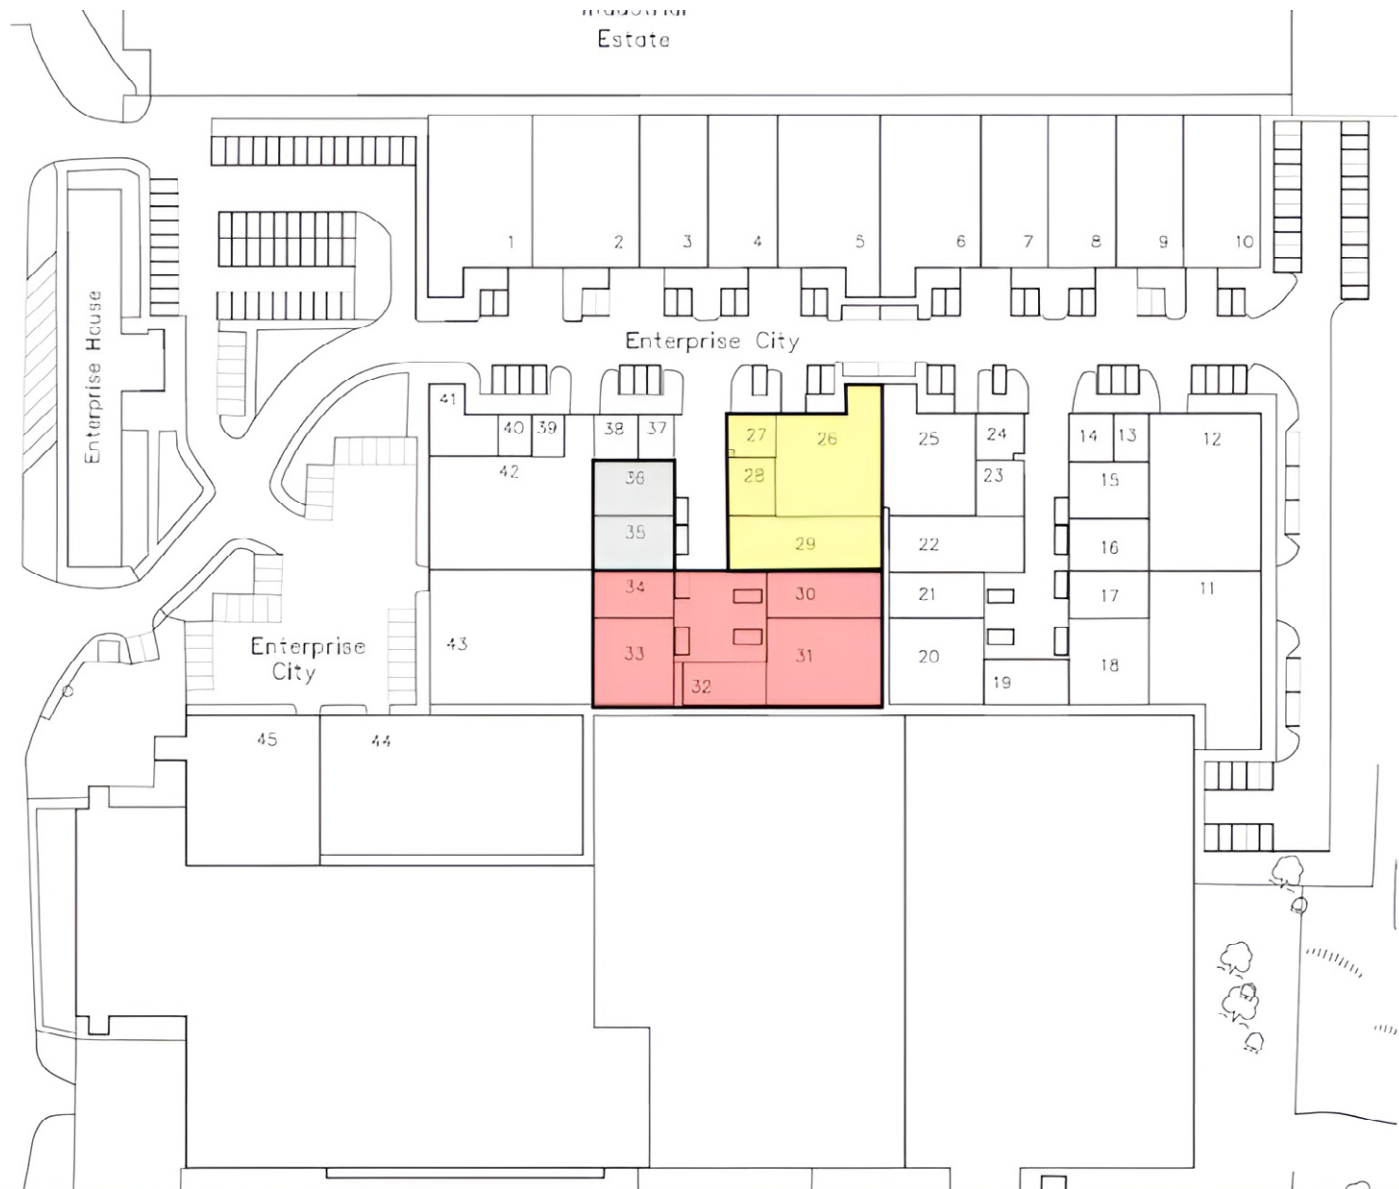 Industrial
Estate
1 2 3 4 5 6 7 8 9 10
Enterprise House
Enterprise City
41
40 39 38 37 27 26 25 24 14 13 12
42 36 28 23 15
35 29 22 16
34 30 21 17 11
43 33 31 20 18
32 19
Enterprise
City
45 44